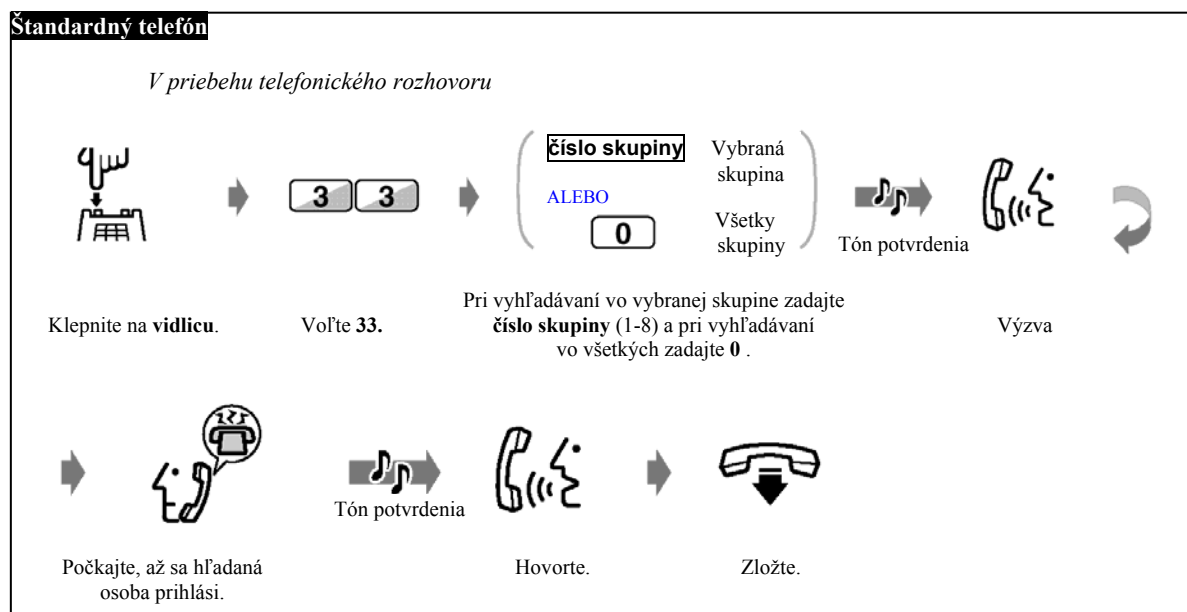 Štandardný telefón
V priebehu telefonického rozhovoru
číslo skupiny
Vybraná
skupina
ALEBO
0
Všetky
skupiny
3 3
Tón potvrdenia
Klepnite na vidlicu.
Voľte 33.
Pri vyhľadávaní vo vybranej skupine zadajte
číslo skupiny (1-8) a pri vyhľadávaní
vo všetkých zadajte 0 .
Výzva
Tón potvrdenia
Počkajte, až sa hľadaná
osoba prihlási.
Hovorte.
Zložte.